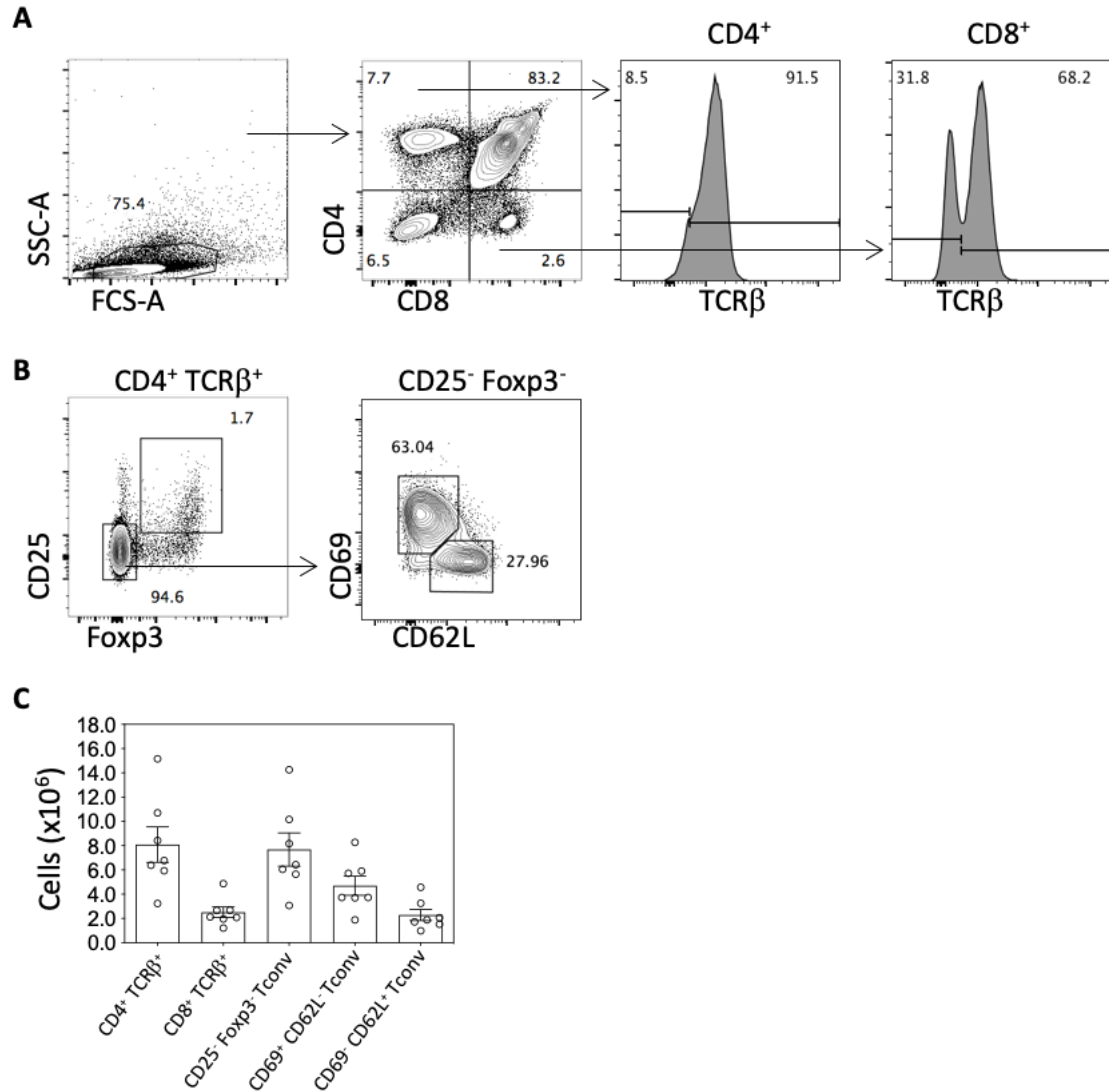 A
CD4⁺
CD8⁺
75.4
SSC-A
FCS-A
7.7
83.2
6.5
2.6
CD4
CD8
8.5
91.5
TCRβ
31.8
68.2
TCRβ
B
CD4⁺ TCRβ⁺
CD25⁻ Foxp3⁻
1.7
94.6
CD25
Foxp3
63.04
27.96
CD69
CD62L
C
Cells (x10⁶)
18.0
16.0
14.0
12.0
10.0
8.0
6.0
4.0
2.0
0.0
CD4⁺ TCRβ⁺
CD8⁺ TCRβ⁺
CD25⁻ Foxp3⁻ Tconv
CD69⁺ CD62L⁻ Tconv
CD69⁻ CD62L⁺ Tconv